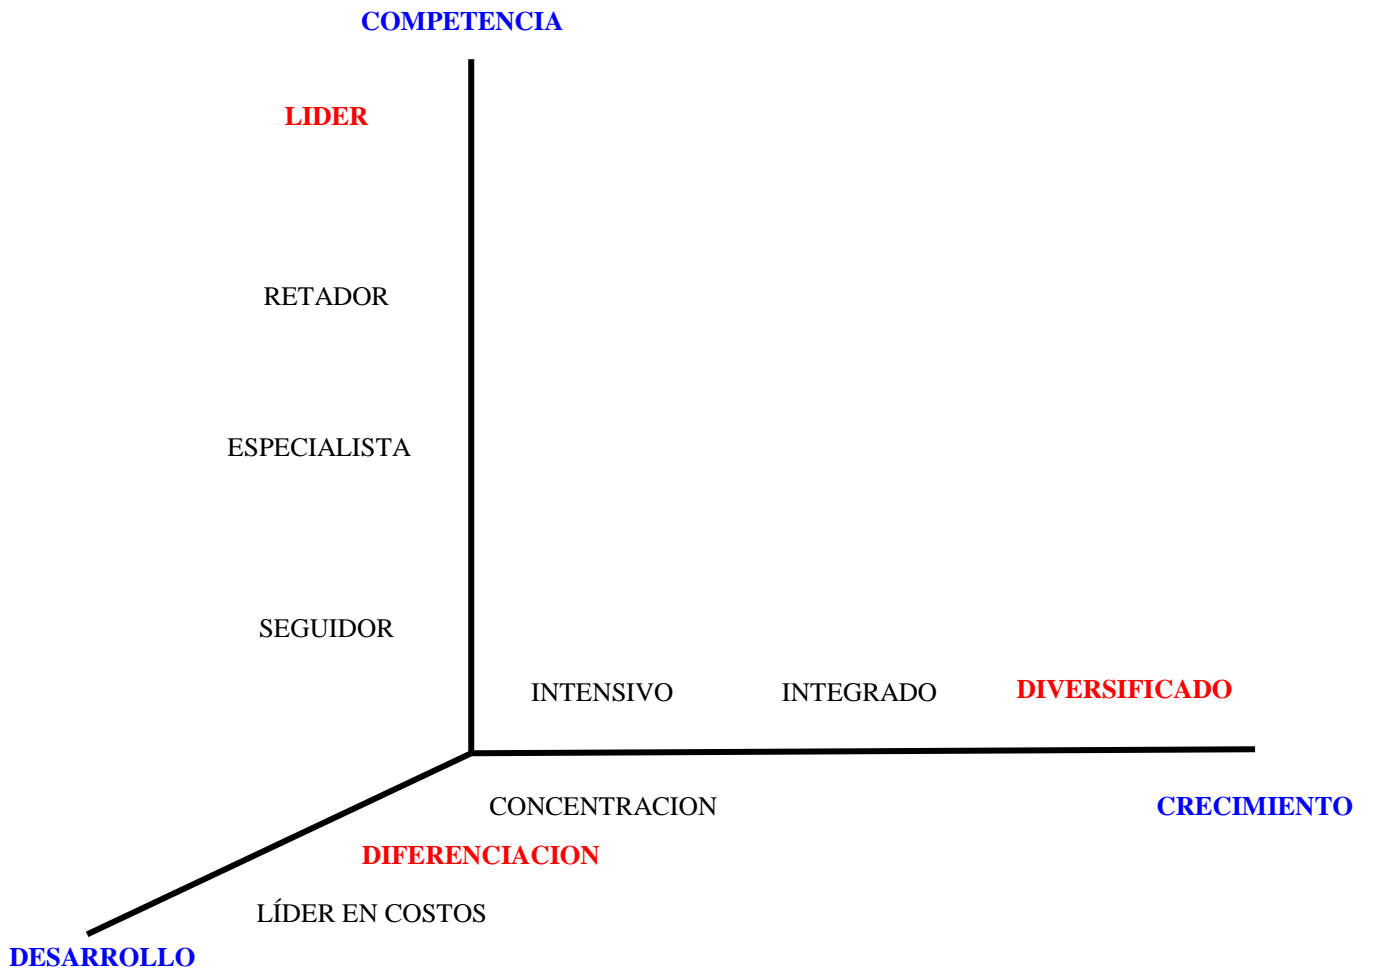 COMPETENCIA
LIDER
RETADOR
ESPECIALISTA
SEGUIDOR
INTENSIVO INTEGRADO DIVERSIFICADO
CONCENTRACION CRECIMIENTO
DIFERENCIACION
LÍDER EN COSTOS
DESARROLLO